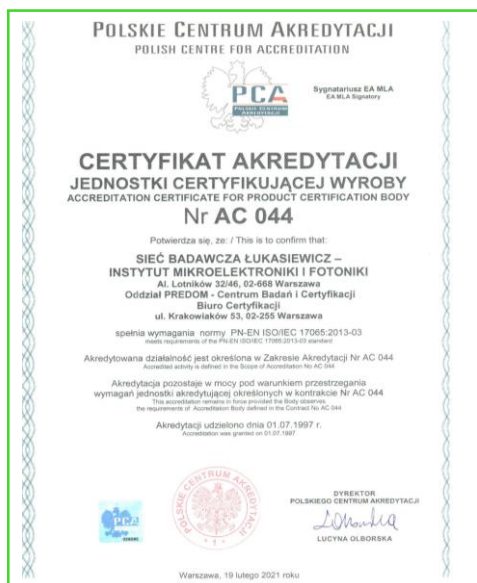 POLSKIE CENTRUM AKREDYTACJI
POLISH CENTRE FOR ACCREDITATION
PCA
POLSKIE CENTRUM
AKREDYTACJI
Sygnatariusz EA MLA
EA MLA Signatory
CERTYFIKAT AKREDYTACJI
JEDNOSTKI CERTYFIKUJĄCEJ WYROBY
ACCREDITATION CERTIFICATE FOR PRODUCT CERTIFICATION BODY
Nr AC 044
Potwierdza się, że: / This is to confirm that:
SIEĆ BADAWCZA ŁUKASIEWICZ –
INSTYTUT MIKROELEKTRONIKI I FOTONIKI
Al. Lotników 32/46, 02-668 Warszawa
Oddział PREDOM - Centrum Badań i Certyfikacji
Biuro Certyfikacji
ul. Krakowiaków 53, 02-255 Warszawa
spełnia wymagania normy PN-EN ISO/IEC 17065:2013-03
meets requirements of the PN-EN ISO/IEC 17065:2013-03 standard
Akredytowana działalność jest określona w Zakresie Akredytacji Nr AC 044
Accredited activity is defined in the Scope of Accreditation No AC 044
Akredytacja pozostaje w mocy pod warunkiem przestrzegania
wymagań jednostki akredytującej określonych w kontrakcie Nr AC 044
This accreditation remains in force provided the Body observes
the requirements of Accreditation Body defined in the Contract No AC 044
Akredytacji udzielono dnia 01.07.1997 r.
Accreditation was granted on 01.07.1997
POLSKIE CENTRUM AKREDYTACJI
PCA
DYREKTOR
POLSKIEGO CENTRUM AKREDYTACJI
LUCYNA OLBORSKA
Warszawa, 19 lutego 2021 roku